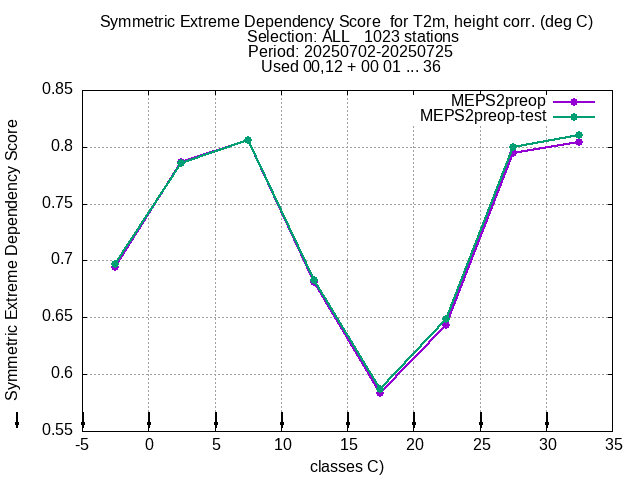 Symmetric Extreme Dependency Score  for T2m, height corr. (deg C)
Selection: ALL   1023 stations
Period: 20250702-20250725
Used 00,12 + 00 01 ... 36
MEPS2preop
MEPS2preop-test
Symmetric Extreme Dependency Score
0.85
0.8
0.75
0.7
0.65
0.6
0.55
-5 0 5 10 15 20 25 30 35
classes C)